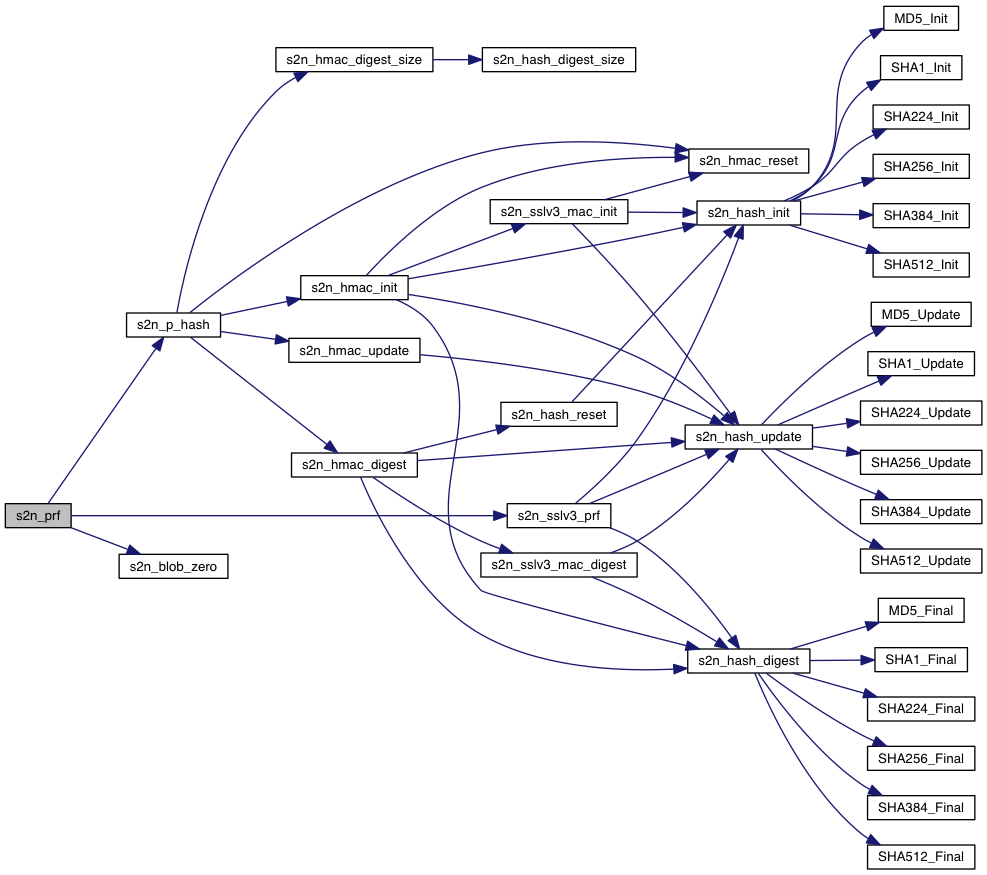 MD5_Init
s2n_hmac_digest_size
s2n_hash_digest_size
SHA1_Init
SHA224_Init
s2n_hmac_reset
SHA256_Init
s2n_sslv3_mac_init
s2n_hash_init
SHA384_Init
SHA512_Init
s2n_hmac_init
MD5_Update
s2n_p_hash
s2n_hmac_update
SHA1_Update
s2n_hash_reset
SHA224_Update
s2n_hash_update
s2n_hmac_digest
SHA256_Update
s2n_prf
s2n_sslv3_prf
SHA384_Update
s2n_blob_zero
s2n_sslv3_mac_digest
SHA512_Update
MD5_Final
s2n_hash_digest
SHA1_Final
SHA224_Final
SHA256_Final
SHA384_Final
SHA512_Final